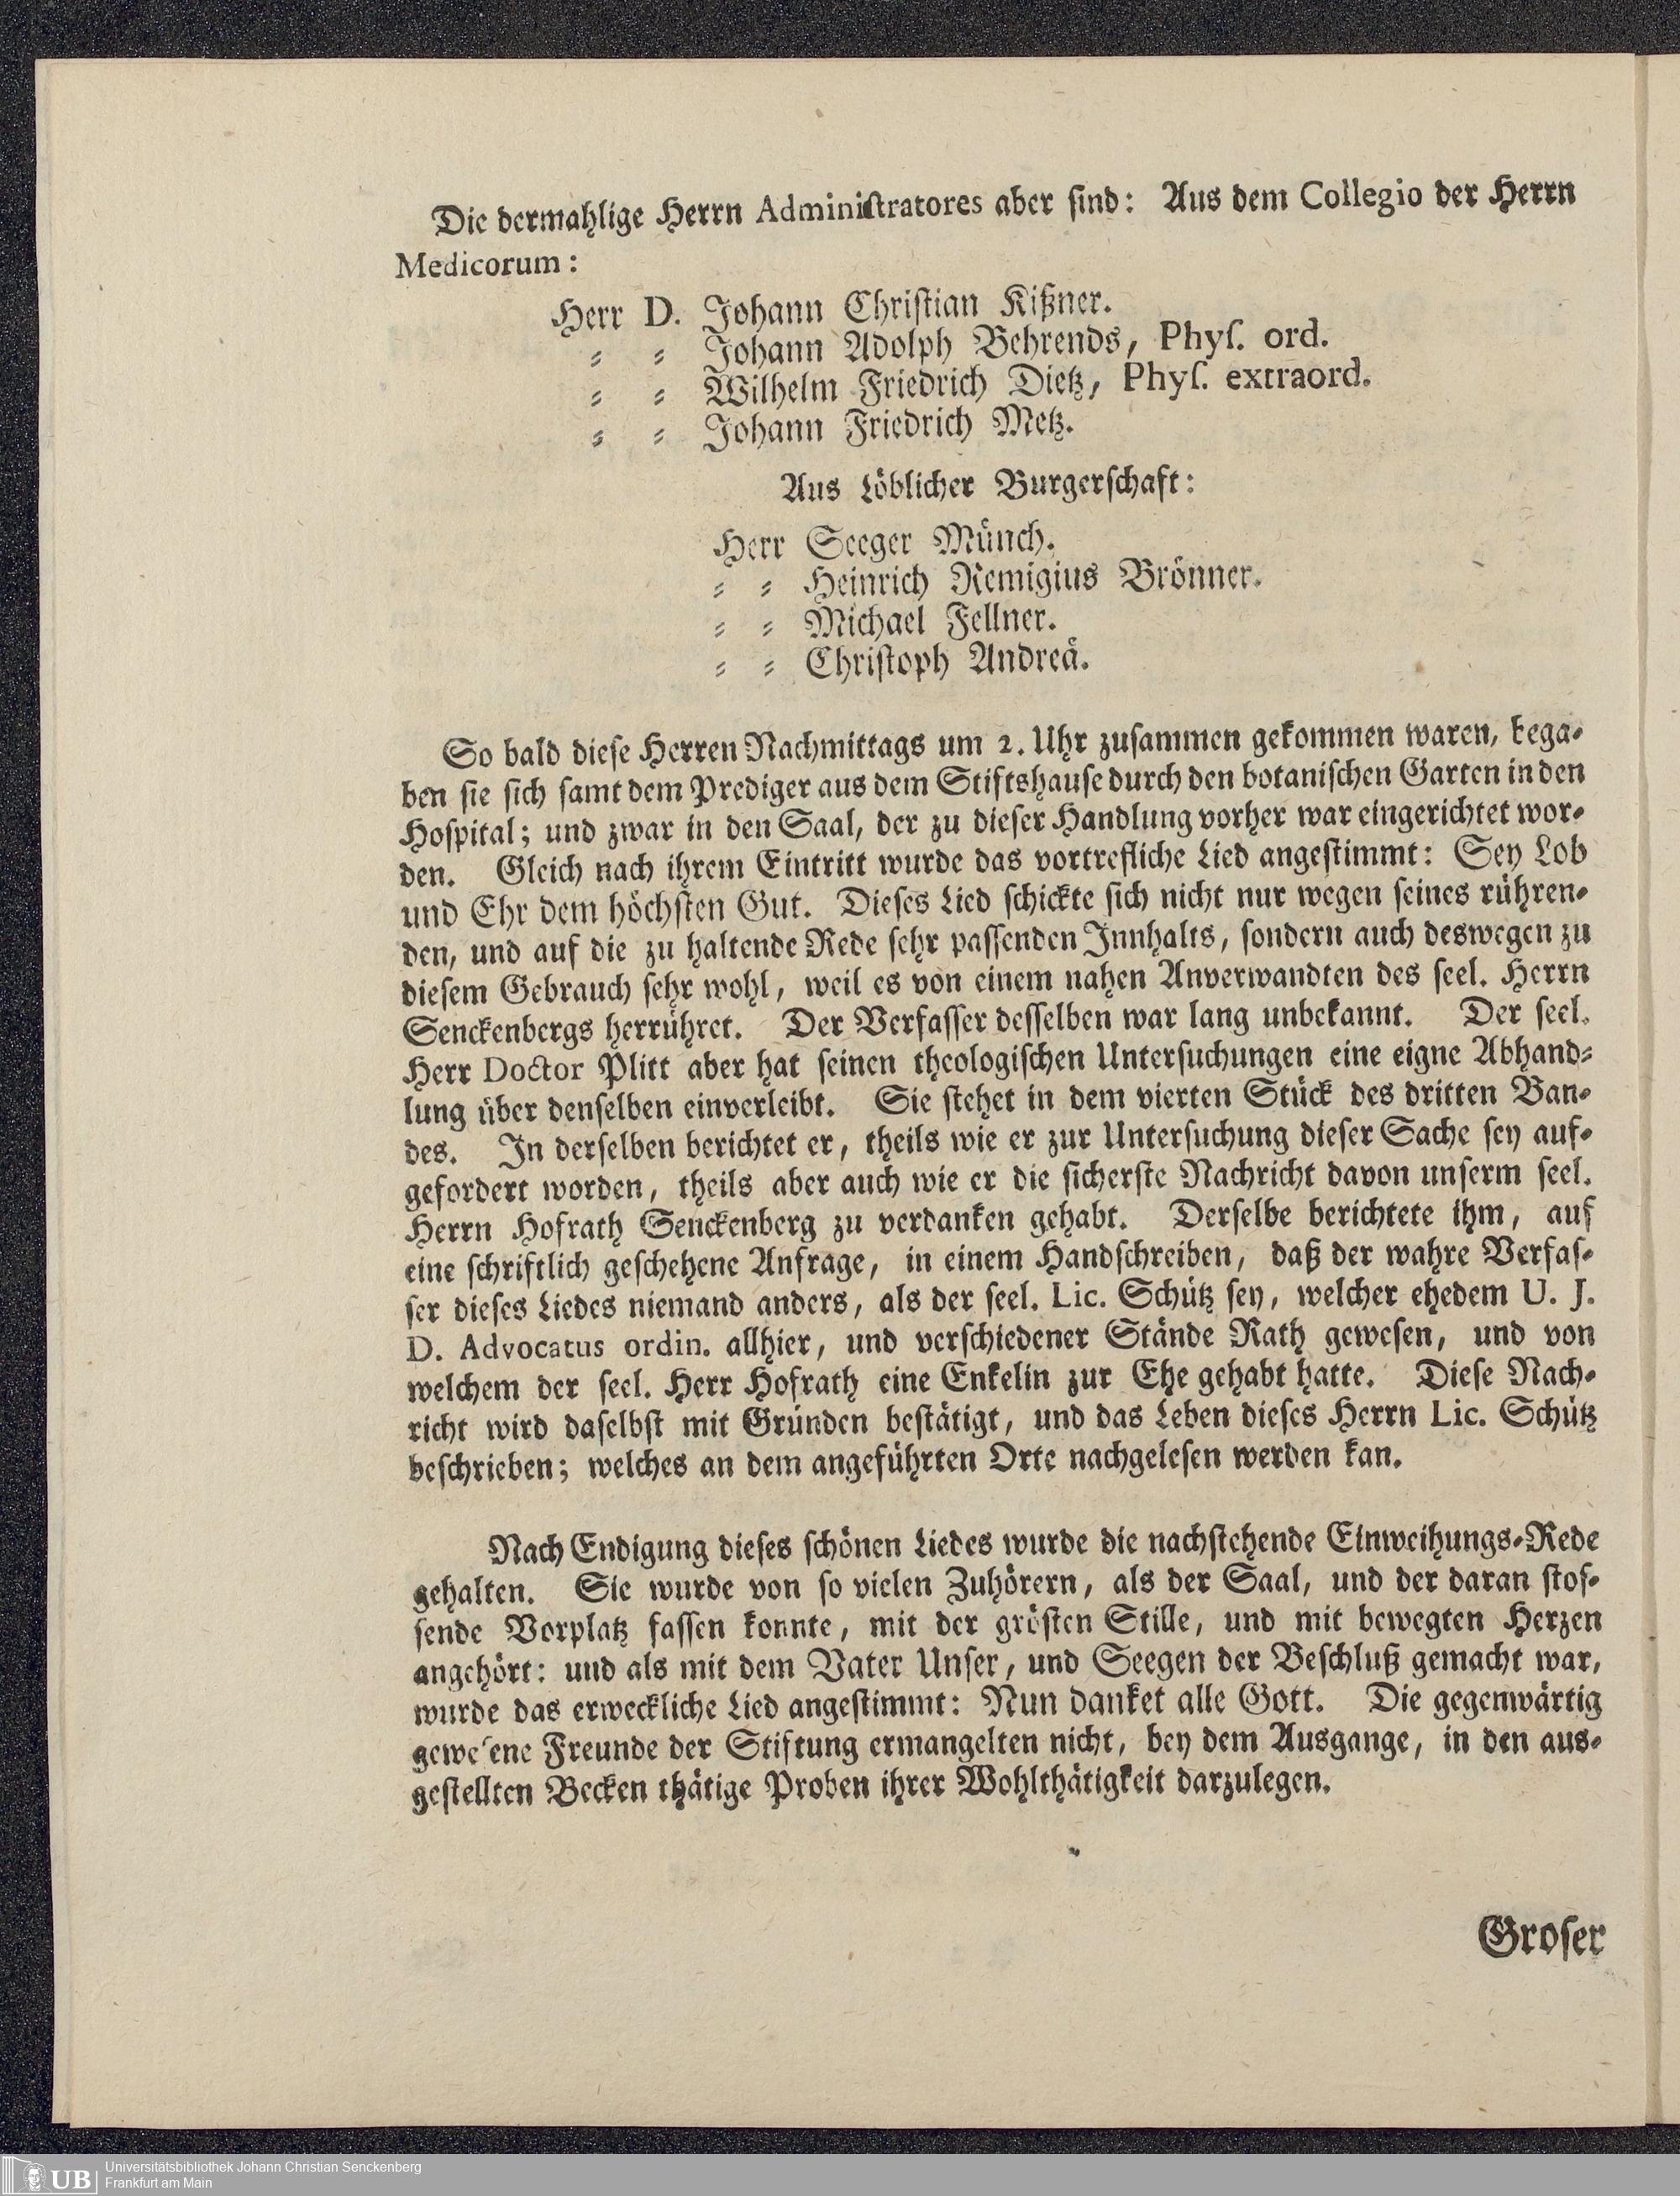 Die dermahlige Herrn Adminiſtratores aber ſind: Aus dem Collegio der Herrn
Medicorum:
Herr D. Johann Chriſtian Kißner.
⸗ ⸗ Johann Adolph Behrends, Phyſ. ord.
⸗ ⸗ Wilhelm Friedrich Dietz, Phyſ. extraord.
⸗ ⸗ Johann Friedrich Metz.
Aus Löblicher Burgerſchaft:
Herr Seeger Münch.
⸗ ⸗ Heinrich Remigius Brönner.
⸗ ⸗ Michael Fellner.
⸗ ⸗ Chriſtoph Andreä.
So bald dieſe Herren Nachmittags um 2. Uhr zuſammen gekommen waren, bega⸗
ben ſie ſich ſamt dem Prediger aus dem Stiftshauſe durch den botaniſchen Garten in den
Hoſpital; und zwar in den Saal, der zu dieſer Handlung vorher war eingerichtet wor⸗
den. Gleich nach ihrem Eintritt wurde das vortrefliche Lied angeſtimmt: Sey Lob
und Ehr dem höchſten Gut. Dieſes Lied ſchickte ſich nicht nur wegen ſeines rühren⸗
den, und auf die zu haltende Rede ſehr paſſenden Innhalts, ſondern auch deswegen zu
dieſem Gebrauch ſehr wohl, weil es von einem nahen Anverwandten des ſeel. Herrn
Senckenbergs herrühret. Der Verfaſſer deſſelben war lang unbekannt. Der ſeel.
Herr Doctor Plitt aber hat ſeinen theologiſchen Unterſuchungen eine eigne Abhand⸗
lung über denſelben einverleibt. Sie ſtehet in dem vierten Stück des dritten Ban⸗
des. In derſelben berichtet er, theils wie er zur Unterſuchung dieſer Sache ſey auf⸗
gefordert worden, theils aber auch wie er die ſicherſte Nachricht davon unſerm ſeel.
Herrn Hofrath Senckenberg zu verdanken gehabt. Derſelbe berichtete ihm, auf
eine ſchriftlich geſchehene Anfrage, in einem Handſchreiben, daß der wahre Verfaſ⸗
ſer dieſes Liedes niemand anders, als der ſeel. Lic. Schütz ſey, welcher ehedem U. J.
D. Advocatus ordin. allhier, und verſchiedener Stände Rath geweſen, und von
welchem der ſeel. Herr Hofrath eine Enkelin zur Ehe gehabt hatte. Dieſe Nach⸗
richt wird daſelbſt mit Gründen beſtätigt, und das Leben dieſes Herrn Lic. Schütz
beſchrieben; welches an dem angeführten Orte nachgeleſen werden kan.
Nach Endigung dieſes ſchönen Liedes wurde die nachſtehende Einweihungs⸗Rede
gehalten. Sie wurde von ſo vielen Zuhörern, als der Saal, und der daran ſtoſ⸗
ſende Vorplatz faſſen konnte, mit der gröſten Stille, und mit bewegten Herzen
angehört: und als mit dem Vater Unſer, und Seegen der Beſchluß gemacht war,
wurde das erweckliche Lied angeſtimmt: Nun danket alle Gott. Die gegenwärtig
geweſene Freunde der Stiftung ermangelten nicht, bey dem Ausgange, in den aus⸗
geſtellten Becken thätige Proben ihrer Wohlthätigkeit darzulegen.
Groſer
UB
Universitätsbibliothek Johann Christian Senckenberg
Frankfurt am Main